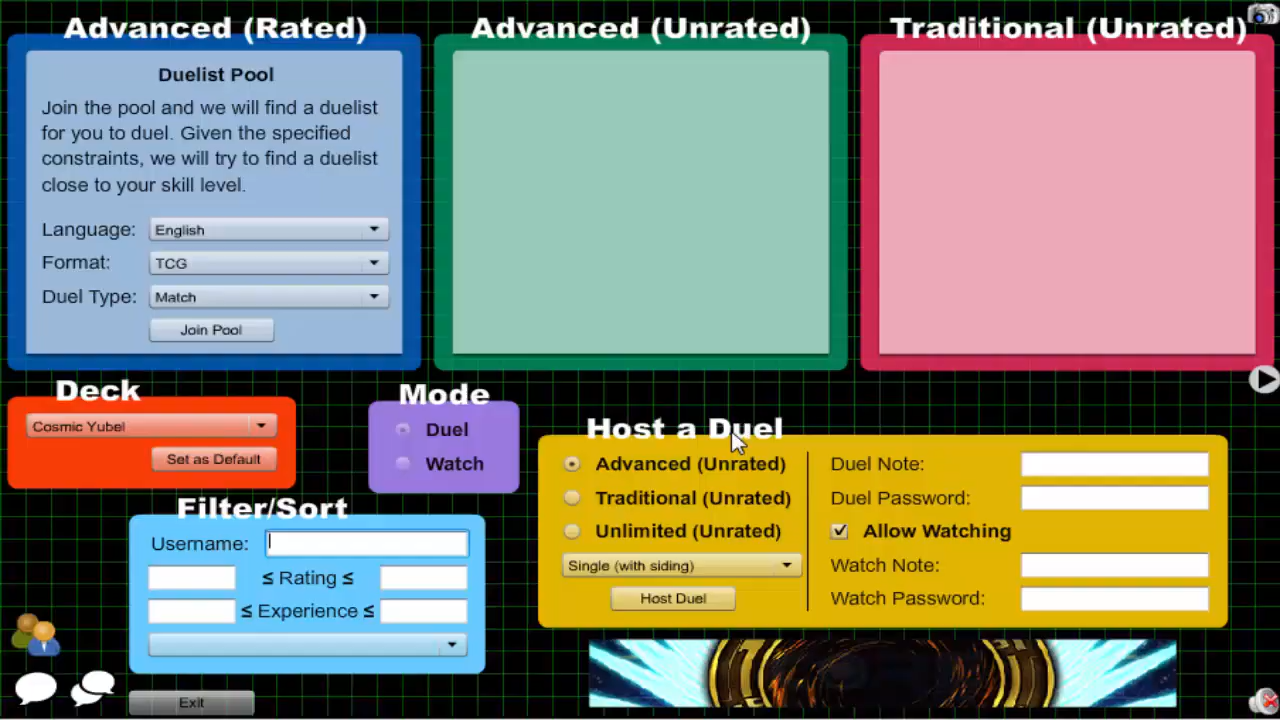 Advanced (Rated)
Duelist Pool
Join the pool and we will find a duelist
for you to duel. Given the specified
constraints, we will try to find a duelist
close to your skill level.
Language: English
Format: TCG
Duel Type: Match
Join Pool
Advanced (Unrated)
Traditional (Unrated)
Deck
Cosmic Yubel
Set as Default
Mode
Duel
Watch
Filter/Sort
Username:
≤ Rating ≤
≤ Experience ≤
Exit
Host a Duel
Advanced (Unrated)
Traditional (Unrated)
Unlimited (Unrated)
Single (with siding)
Host Duel
Duel Note:
Duel Password:
Allow Watching
Watch Note:
Watch Password: